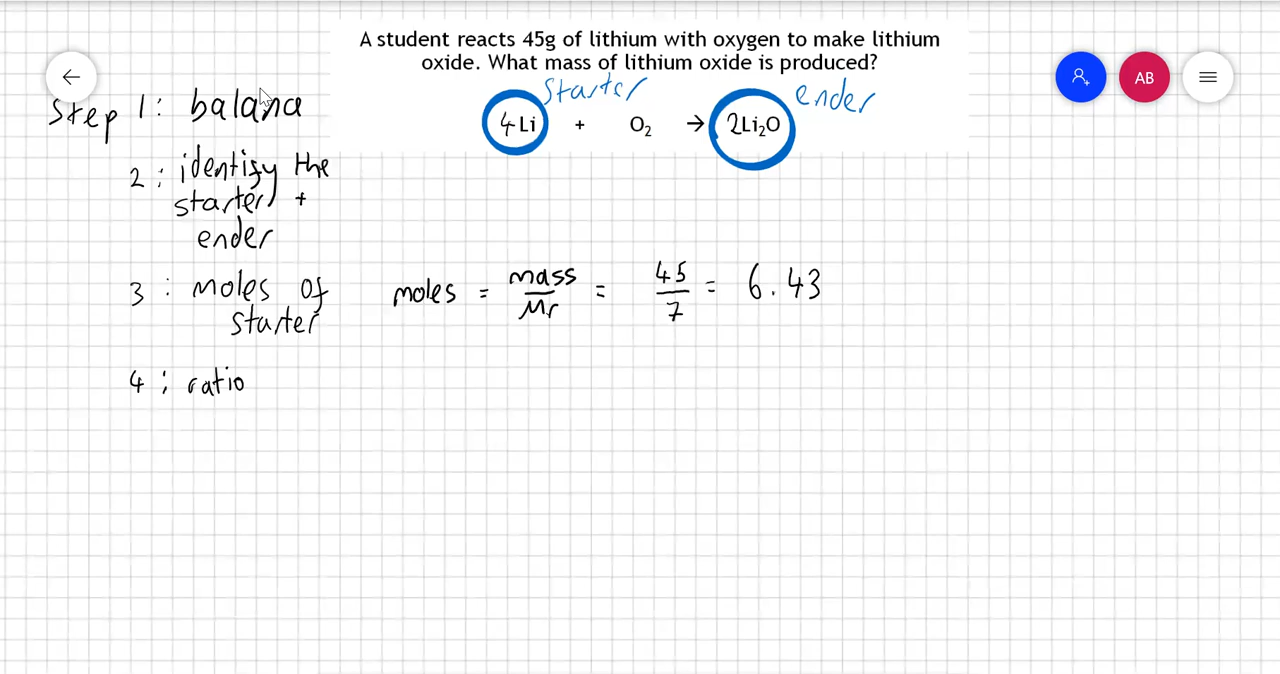 A student reacts 45g of lithium with oxygen to make lithium
oxide. What mass of lithium oxide is produced?
starter ender
4Li + O₂ → 2Li₂O
AB
Step 1: balance
2: identify the
starter +
ender
3: moles of
starter
moles = mass/Mr = 45/7 = 6.43
4: ratio